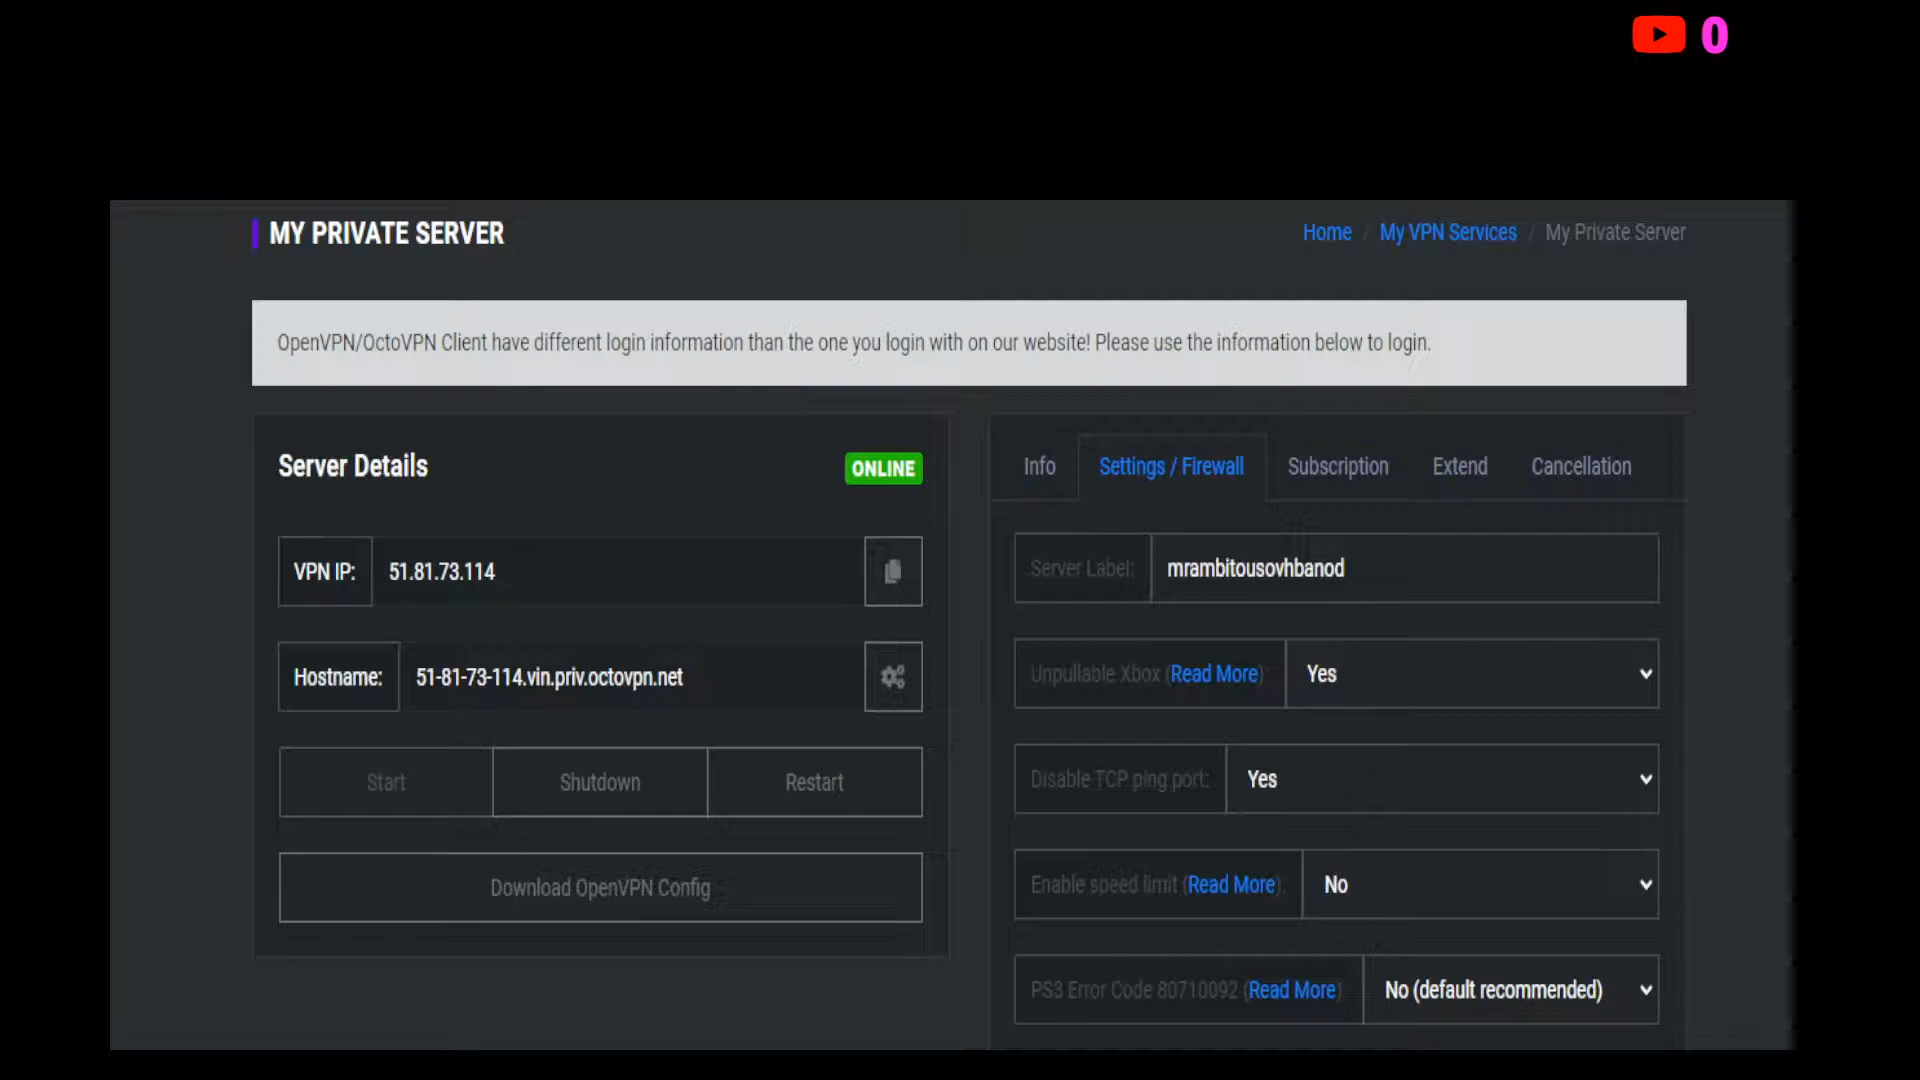 0
MY PRIVATE SERVER
Home / My VPN Services / My Private Server
OpenVPN/OctoVPN Client have different login information than the one you login with on our website! Please use the information below to login.
Server Details
ONLINE
VPN IP: 51.81.73.114
Hostname: 51-81-73-114.vin.priv.octovpn.net
Start Shutdown Restart
Download OpenVPN Config
Info Settings / Firewall Subscription Extend Cancellation
Server Label: mrambitousovhbanod
Unpullable Xbox (Read More): Yes
Disable TCP ping port: Yes
Enable speed limit (Read More): No
PS3 Error Code 80710092 (Read More): No (default recommended)